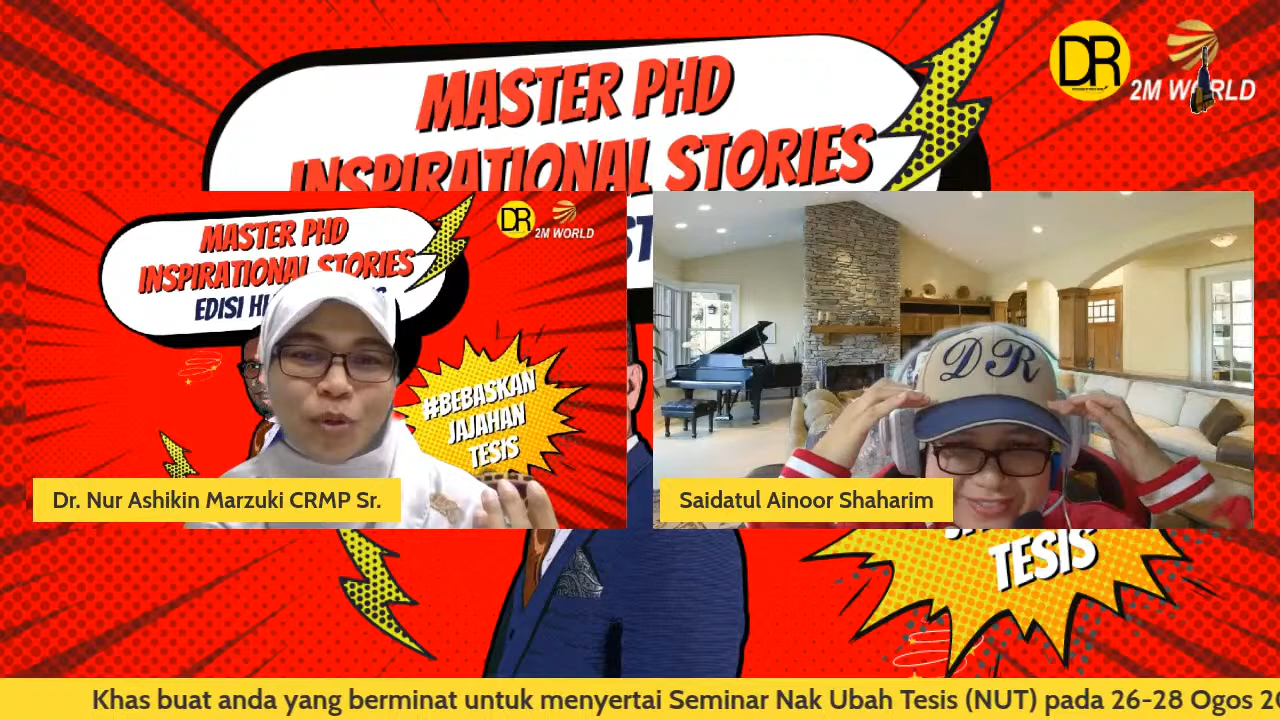 MASTER PHD
INSPIRATIONAL STORIES
DR
2M WORLD
MASTER PHD
INSPIRATIONAL STORIES
EDISI
DR
2M WORLD
#BEBASKAN
JAJAHAN
TESIS
DR
Dr. Nur Ashikin Marzuki CRMP Sr.
Saidatul Ainoor Shaharim
TESIS
Khas buat anda yang berminat untuk menyertai Seminar Nak Ubah Tesis (NUT) pada 26-28 Ogos